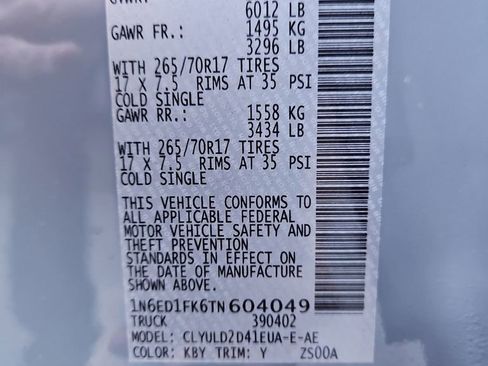 6012 LB
GAWR FR.: 1495 KG
3296 LB
WITH 265/70R17 TIRES
17 X 7.5 RIMS AT 35 PSI
COLD SINGLE
GAWR RR.: 1558 KG
3434 LB
WITH 265/70R17 TIRES
17 X 7.5 RIMS AT 35 PSI
COLD SINGLE
THIS VEHICLE CONFORMS TO
ALL APPLICABLE FEDERAL
MOTOR VEHICLE SAFETY AND
THEFT PREVENTION
STANDARDS IN EFFECT ON
THE DATE OF MANUFACTURE
SHOWN ABOVE.
1N6ED1FK6TN604049
TRUCK 390402
MODEL: CLYULD2D41EUA-E-AE
COLOR: KBY TRIM: Y ZS00A